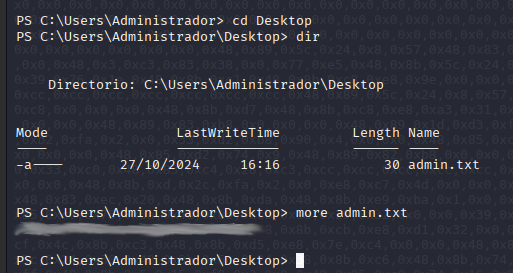 PS C:\Users\Administrador> cd Desktop
PS C:\Users\Administrador\Desktop> dir
Directorio: C:\Users\Administrador\Desktop
Mode LastWriteTime Length Name
---- ------------- ------ ----
-a---- 27/10/2024 16:16 30 admin.txt
PS C:\Users\Administrador\Desktop> more admin.txt
PS C:\Users\Administrador\Desktop>